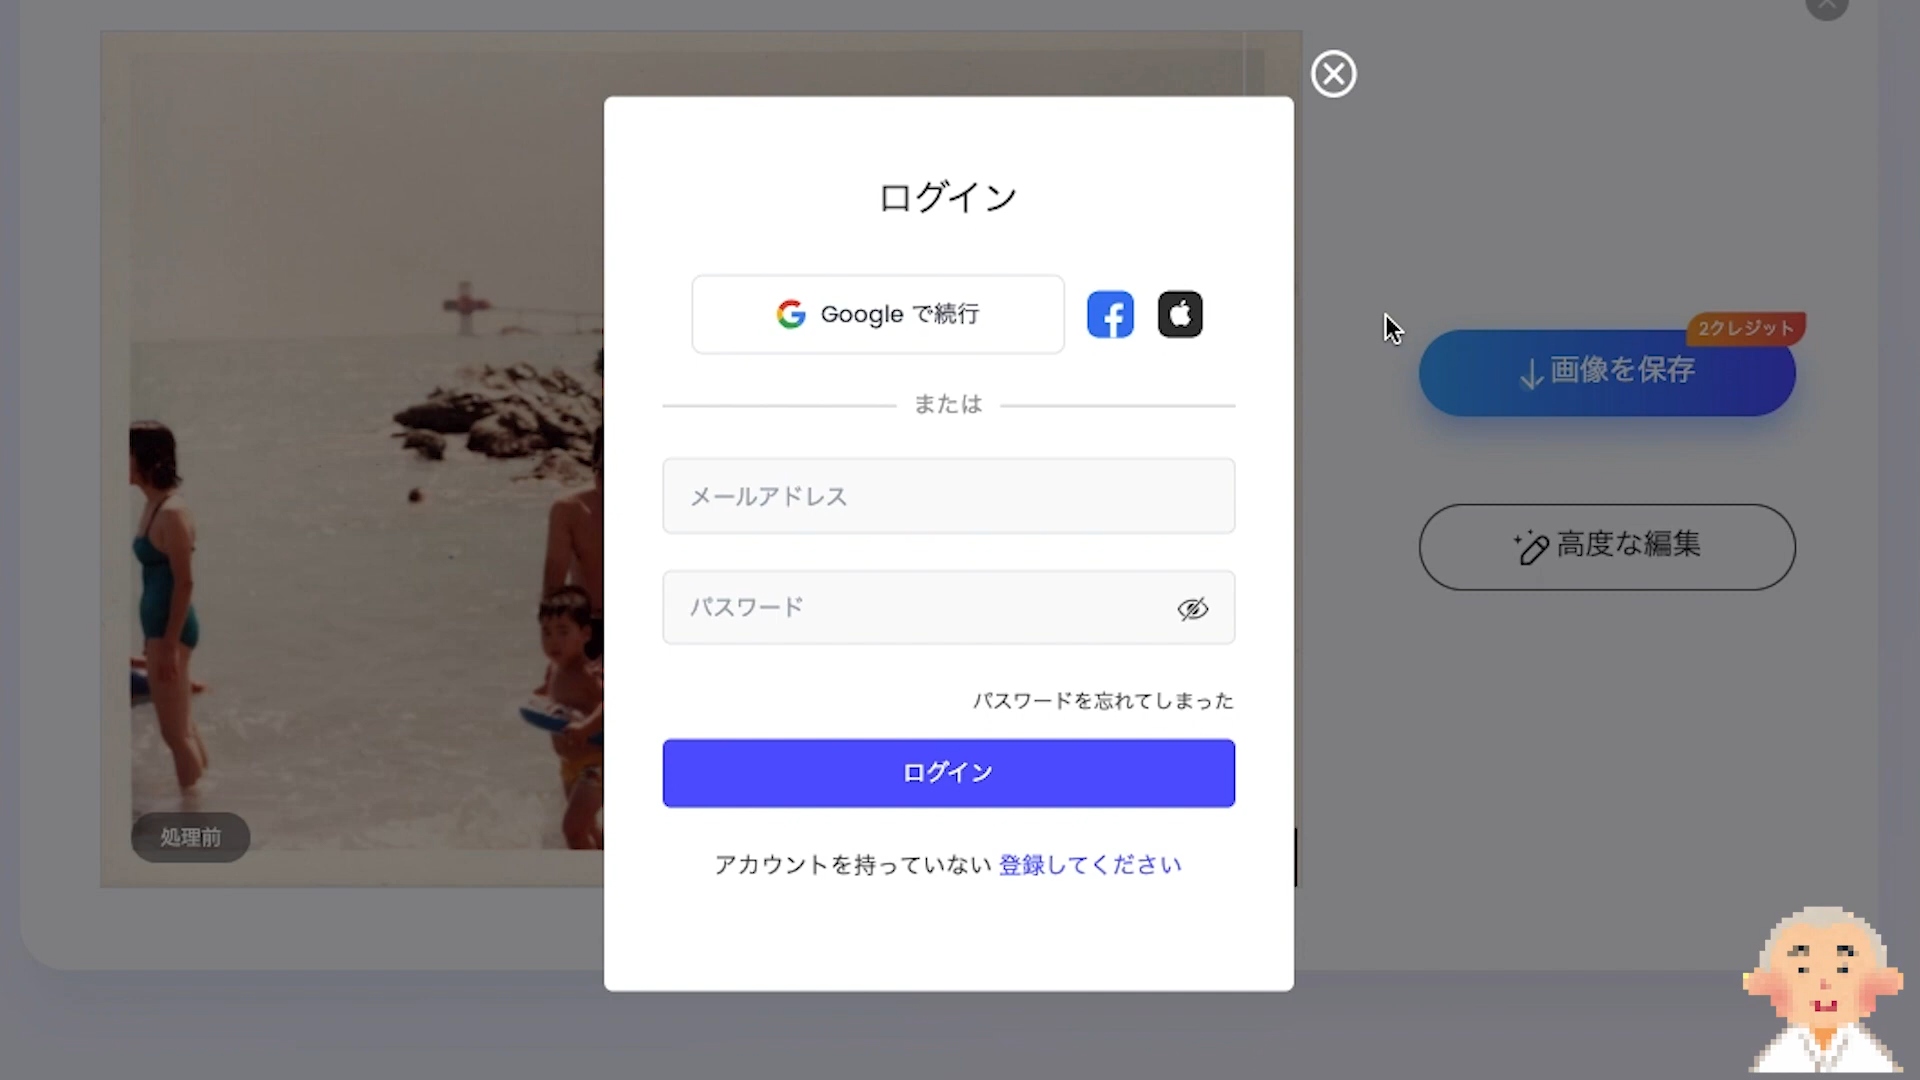 ログイン
Google で続行
または
メールアドレス
パスワード
パスワードを忘れてしまった
ログイン
アカウントを持っていない 登録してください
2クレジット
画像を保存
高度な編集
処理前